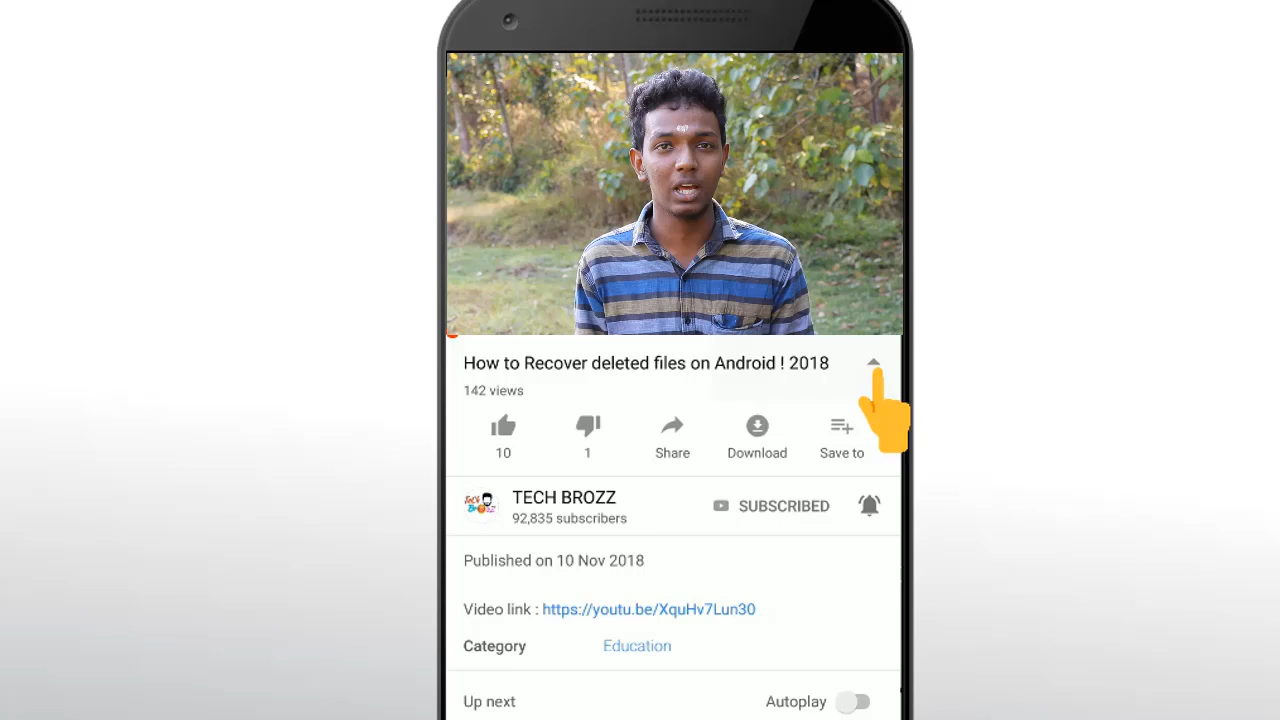 How to Recover deleted files on Android ! 2018
142 views
10
1
Share
Download
Save to
Tech
Brozz
TECH BROZZ
92,835 subscribers
SUBSCRIBED
Published on 10 Nov 2018
Video link : https://youtu.be/XquHv7Lun30
Category Education
Up next
Autoplay